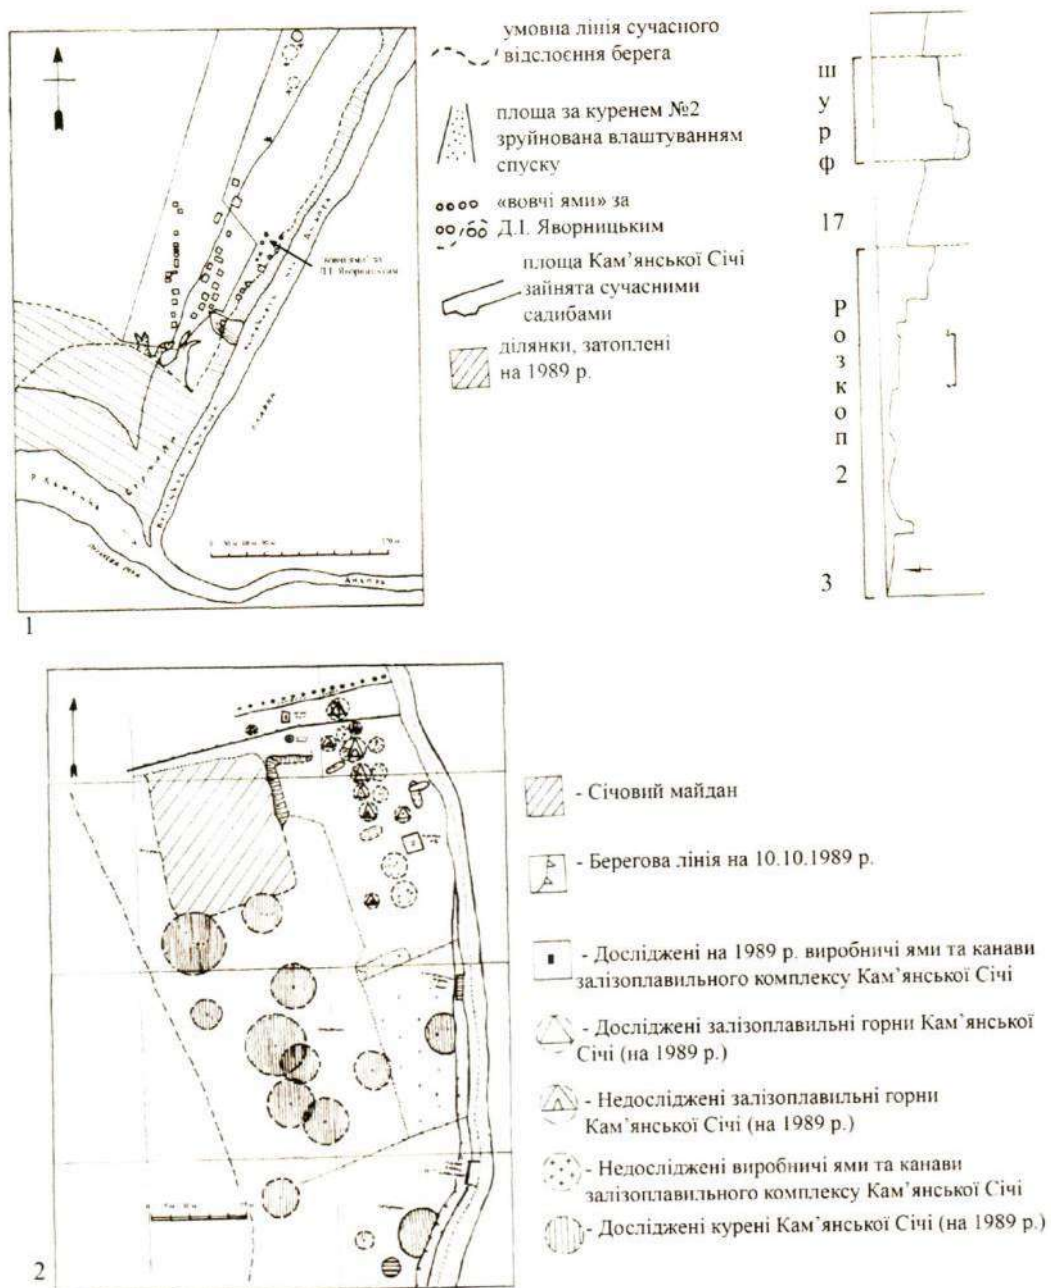 умовна лінія сучасного
відслоєння берега
площа за куренем №2
зруйнована влаштуванням
спуску
«вовчі ями» за
Д.І. Яворницьким
площа Кам’янської Січі
зайнята сучасними
садибами
ділянки, затоплені
на 1989 р.
1
шурф
17
розкоп
2
3
- Січовий майдан
- Берегова лінія на 10.10.1989 р.
- Досліджені на 1989 р. виробничі ями та канави
залізоплавильного комплексу Кам’янської Січі
- Досліджені залізоплавильні горни Кам’янської
Січі (на 1989 р.)
- Недосліджені залізоплавильні горни
Кам’янської Січі (на 1989 р.)
- Недосліджені виробничі ями та канави
залізоплавильного комплексу Кам’янської Січі
- Досліджені курені Кам’янської Січі (на 1989 р.)
2